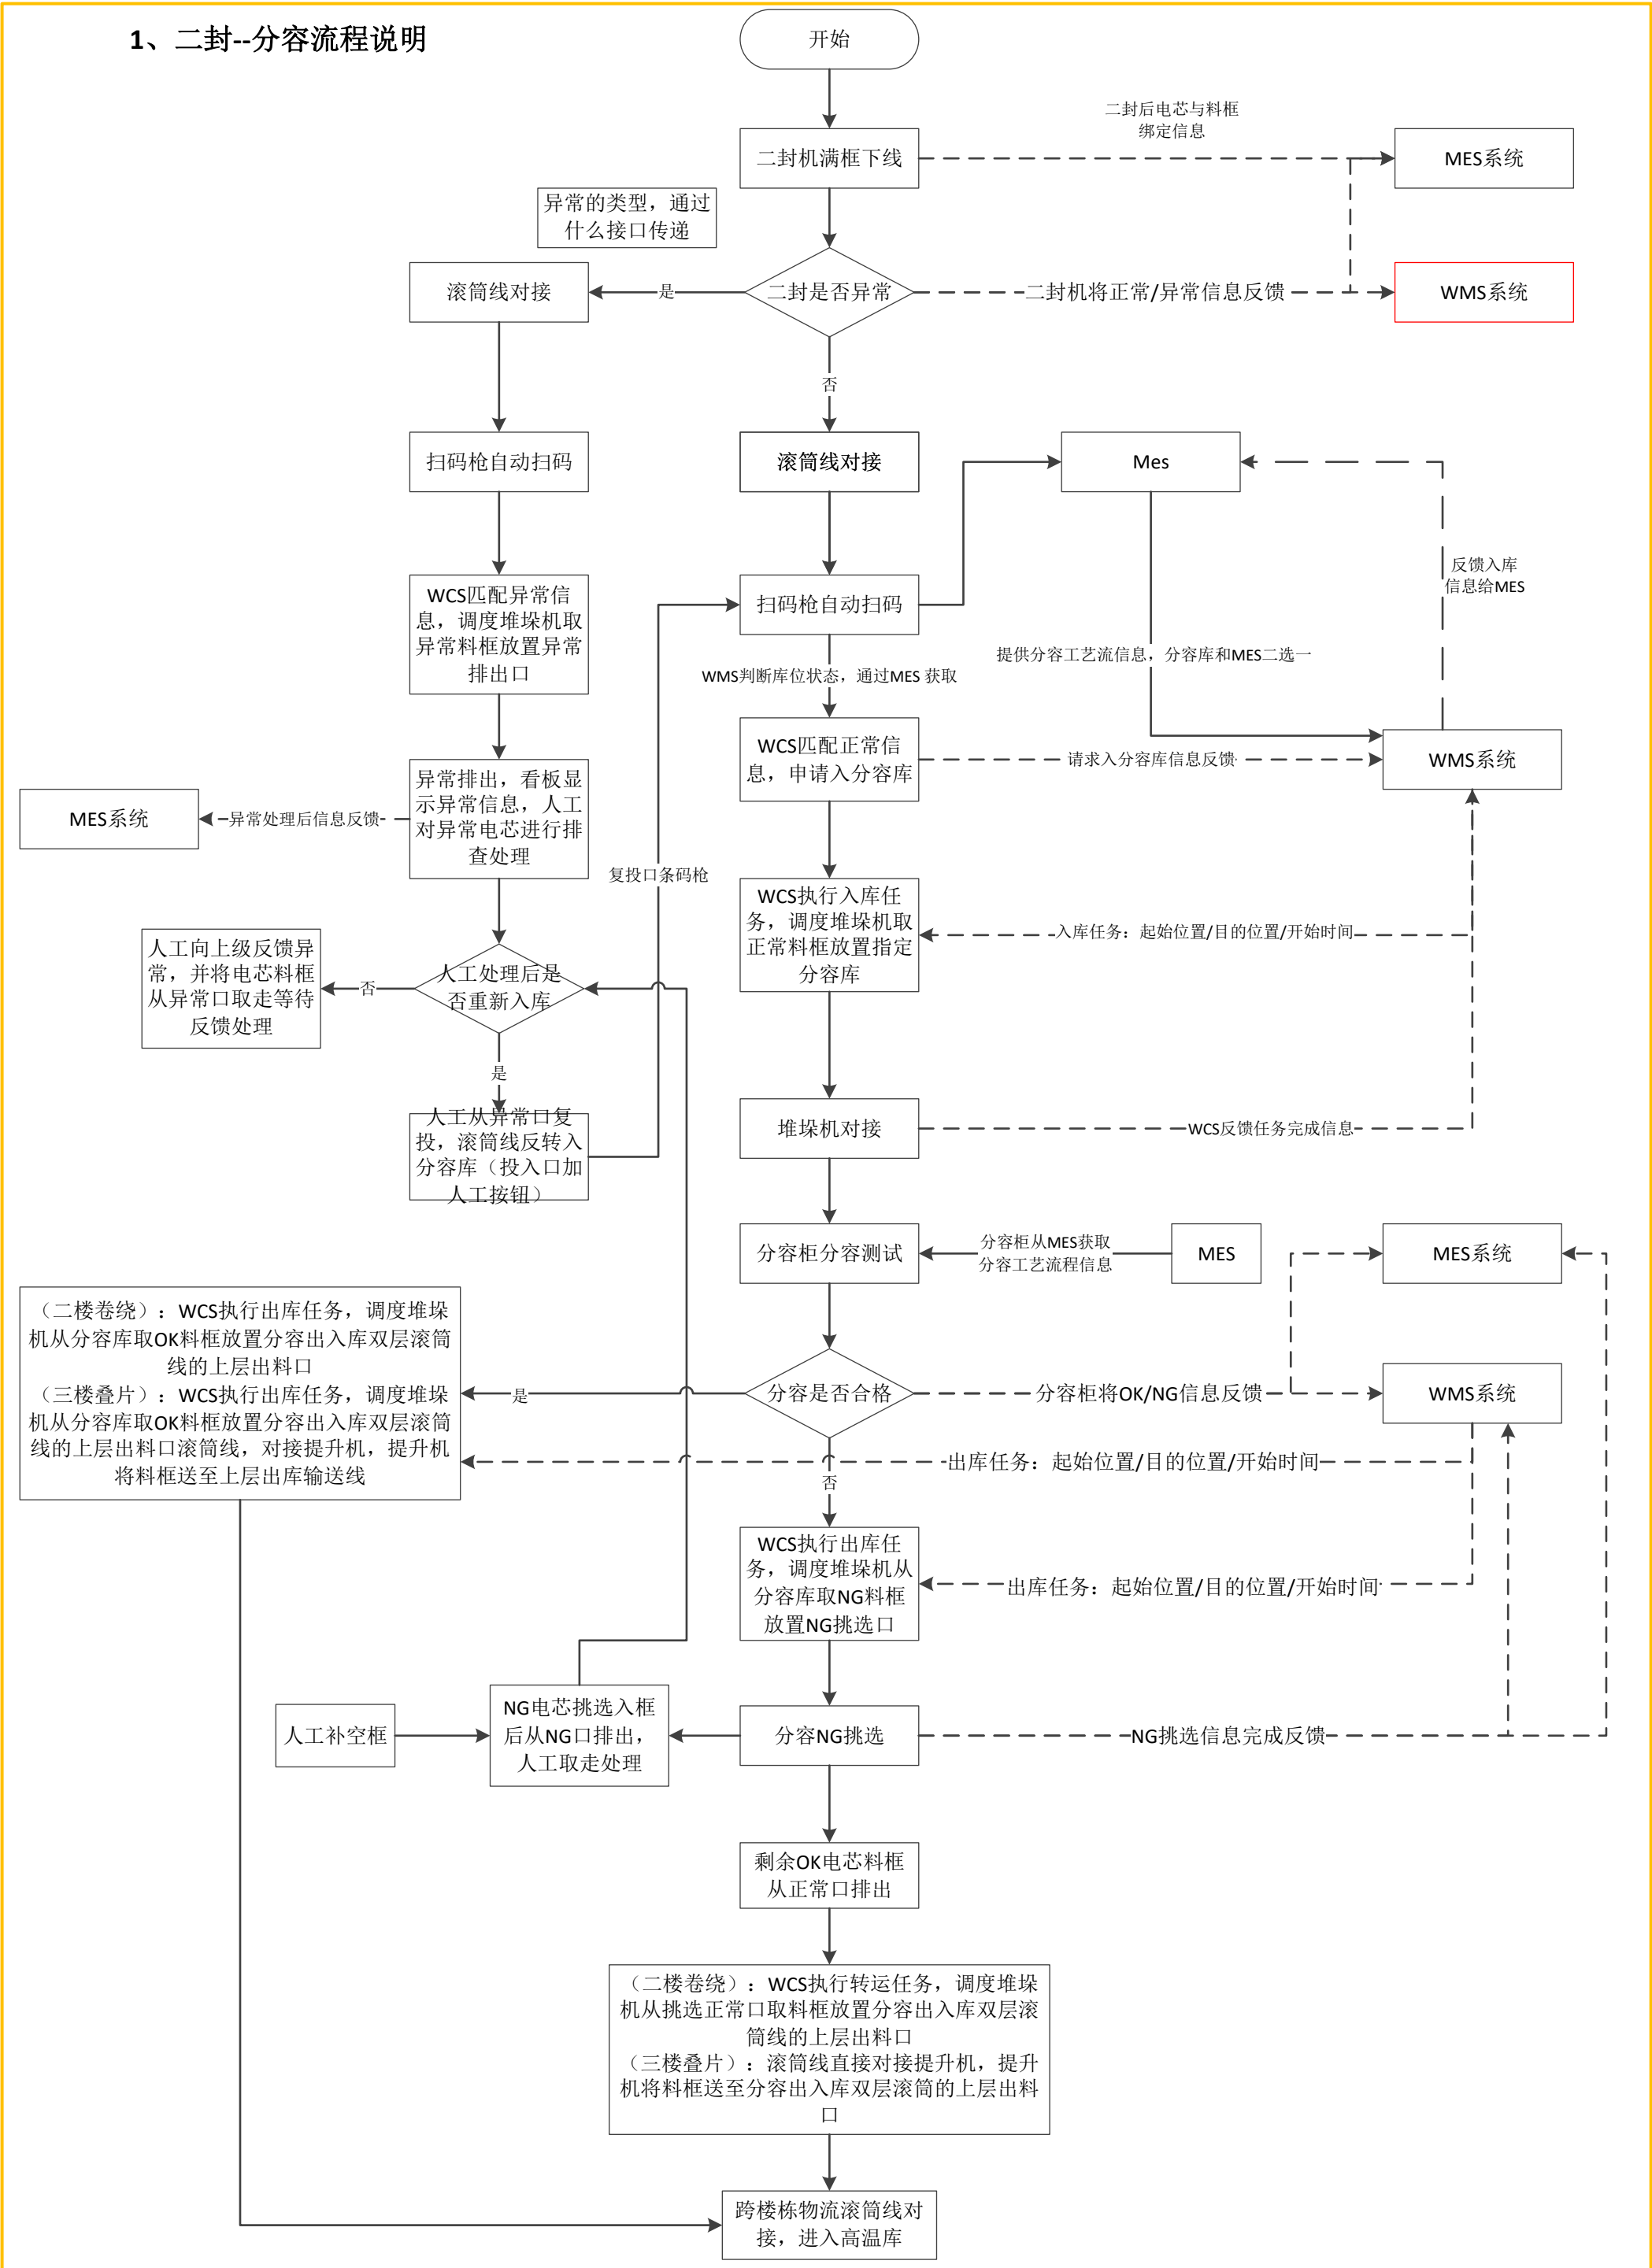 1、二封--分容流程说明
开始
二封后电芯与料框
绑定信息
二封机满框下线
MES系统
异常的类型，通过
什么接口传递
滚筒线对接
是
二封是否异常
二封机将正常/异常信息反馈
WMS系统
否
扫码枪自动扫码
滚筒线对接
Mes
反馈入库
信息给MES
WCS匹配异常信
息，调度堆垛机取
异常料框放置异常
排出口
扫码枪自动扫码
提供分容工艺流信息，分容库和MES二选一
WMS判断库位状态，通过MES 获取
WCS匹配正常信
息，申请入分容库
请求入分容库信息反馈
WMS系统
MES系统
异常处理后信息反馈
异常排出，看板显
示异常信息，人工
对异常电芯进行排
查处理
复投口条码枪
WCS执行入库任
务，调度堆垛机取
正常料框放置指定
分容库
入库任务：起始位置/目的位置/开始时间
人工向上级反馈异
常，并将电芯料框
从异常口取走等待
反馈处理
否
人工处理后是
否重新入库
是
人工从异常口复
投，滚筒线反转入
分容库（投入口加
人工按钮）
堆垛机对接
WCS反馈任务完成信息
分容柜分容测试
分容柜从MES获取
分容工艺流程信息
MES
MES系统
（二楼卷绕）：WCS执行出库任务，调度堆垛
机从分容库取OK料框放置分容出入库双层滚筒
线的上层出料口
（三楼叠片）：WCS执行出库任务，调度堆垛
机从分容库取OK料框放置分容出入库双层滚筒
线的上层出料口滚筒线，对接提升机，提升机
将料框送至上层出库输送线
是
分容是否合格
分容柜将OK/NG信息反馈
WMS系统
出库任务：起始位置/目的位置/开始时间
否
WCS执行出库任
务，调度堆垛机从
分容库取NG料框
放置NG挑选口
出库任务：起始位置/目的位置/开始时间
人工补空框
NG电芯挑选入框
后从NG口排出，
人工取走处理
分容NG挑选
NG挑选信息完成反馈
剩余OK电芯料框
从正常口排出
（二楼卷绕）：WCS执行转运任务，调度堆垛
机从挑选正常口取料框放置分容出入库双层滚
筒线的上层出料口
（三楼叠片）：滚筒线直接对接提升机，提升
机将料框送至分容出入库双层滚筒的上层出料
口
跨楼栋物流滚筒线对
接，进入高温库